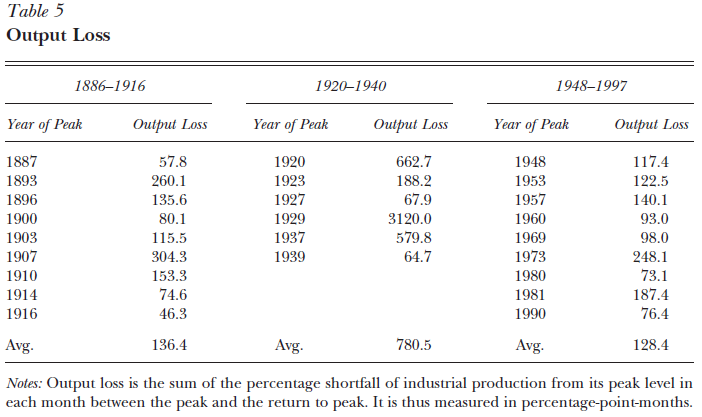 Table 5
Output Loss
1886–1916 1920–1940 1948–1997
Year of Peak Output Loss Year of Peak Output Loss Year of Peak Output Loss
1887 57.8 1920 662.7 1948 117.4
1893 260.1 1923 188.2 1953 122.5
1896 135.6 1927 67.9 1957 140.1
1900 80.1 1929 3120.0 1960 93.0
1903 115.5 1937 579.8 1969 98.0
1907 304.3 1939 64.7 1973 248.1
1910 153.3 1980 73.1
1914 74.6 1981 187.4
1916 46.3 1990 76.4
Avg. 136.4 Avg. 780.5 Avg. 128.4
Notes: Output loss is the sum of the percentage shortfall of industrial production from its peak level in
each month between the peak and the return to peak. It is thus measured in percentage-point-months.